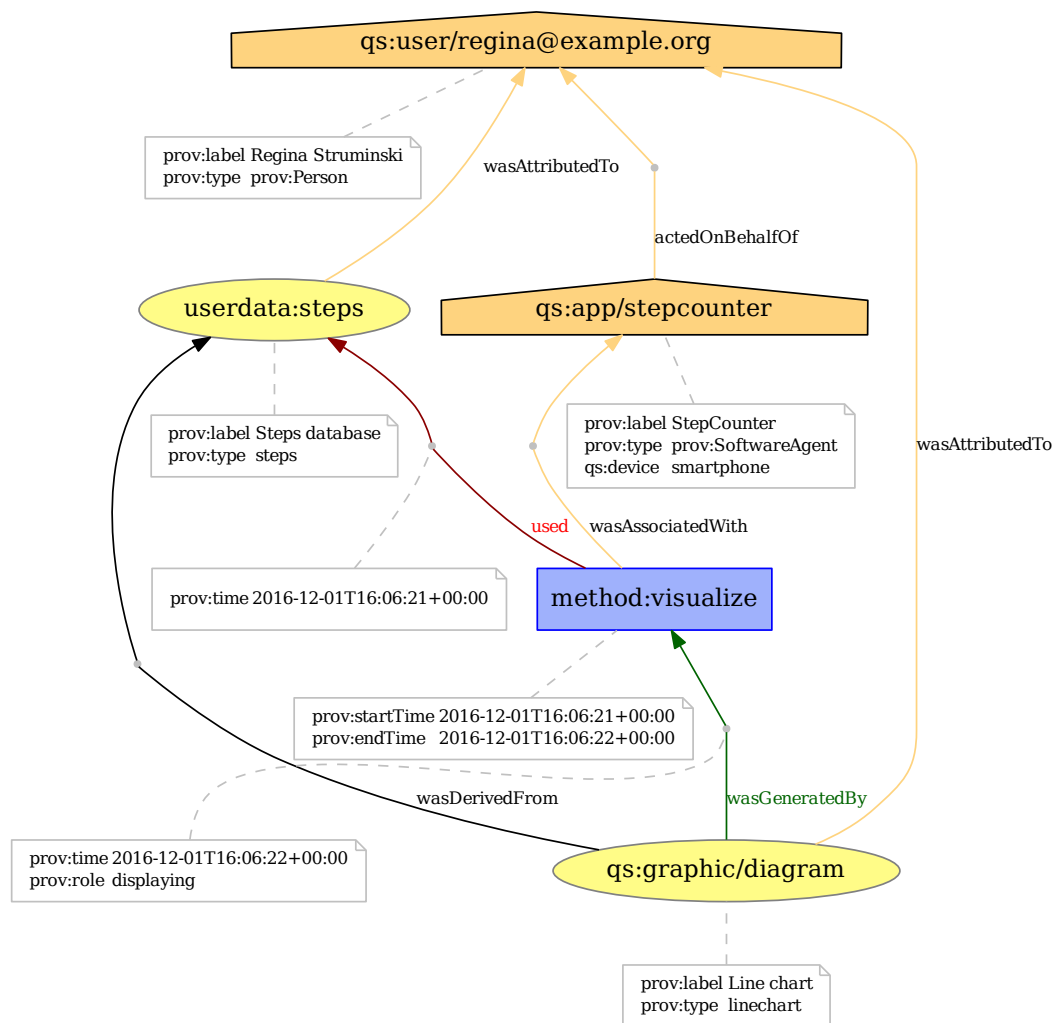 qs:user/regina@example.org
prov:label Regina Struminski
prov:type prov:Person
wasAttributedTo
actedOnBehalfOf
userdata:steps
qs:app/stepcounter
prov:label Steps database
prov:type steps
prov:label StepCounter
prov:type prov:SoftwareAgent
qs:device smartphone
wasAttributedTo
used
wasAssociatedWith
prov:time 2016-12-01T16:06:21+00:00
method:visualize
prov:startTime 2016-12-01T16:06:21+00:00
prov:endTime 2016-12-01T16:06:22+00:00
wasDerivedFrom
wasGeneratedBy
prov:time 2016-12-01T16:06:22+00:00
prov:role displaying
qs:graphic/diagram
prov:label Line chart
prov:type linechart